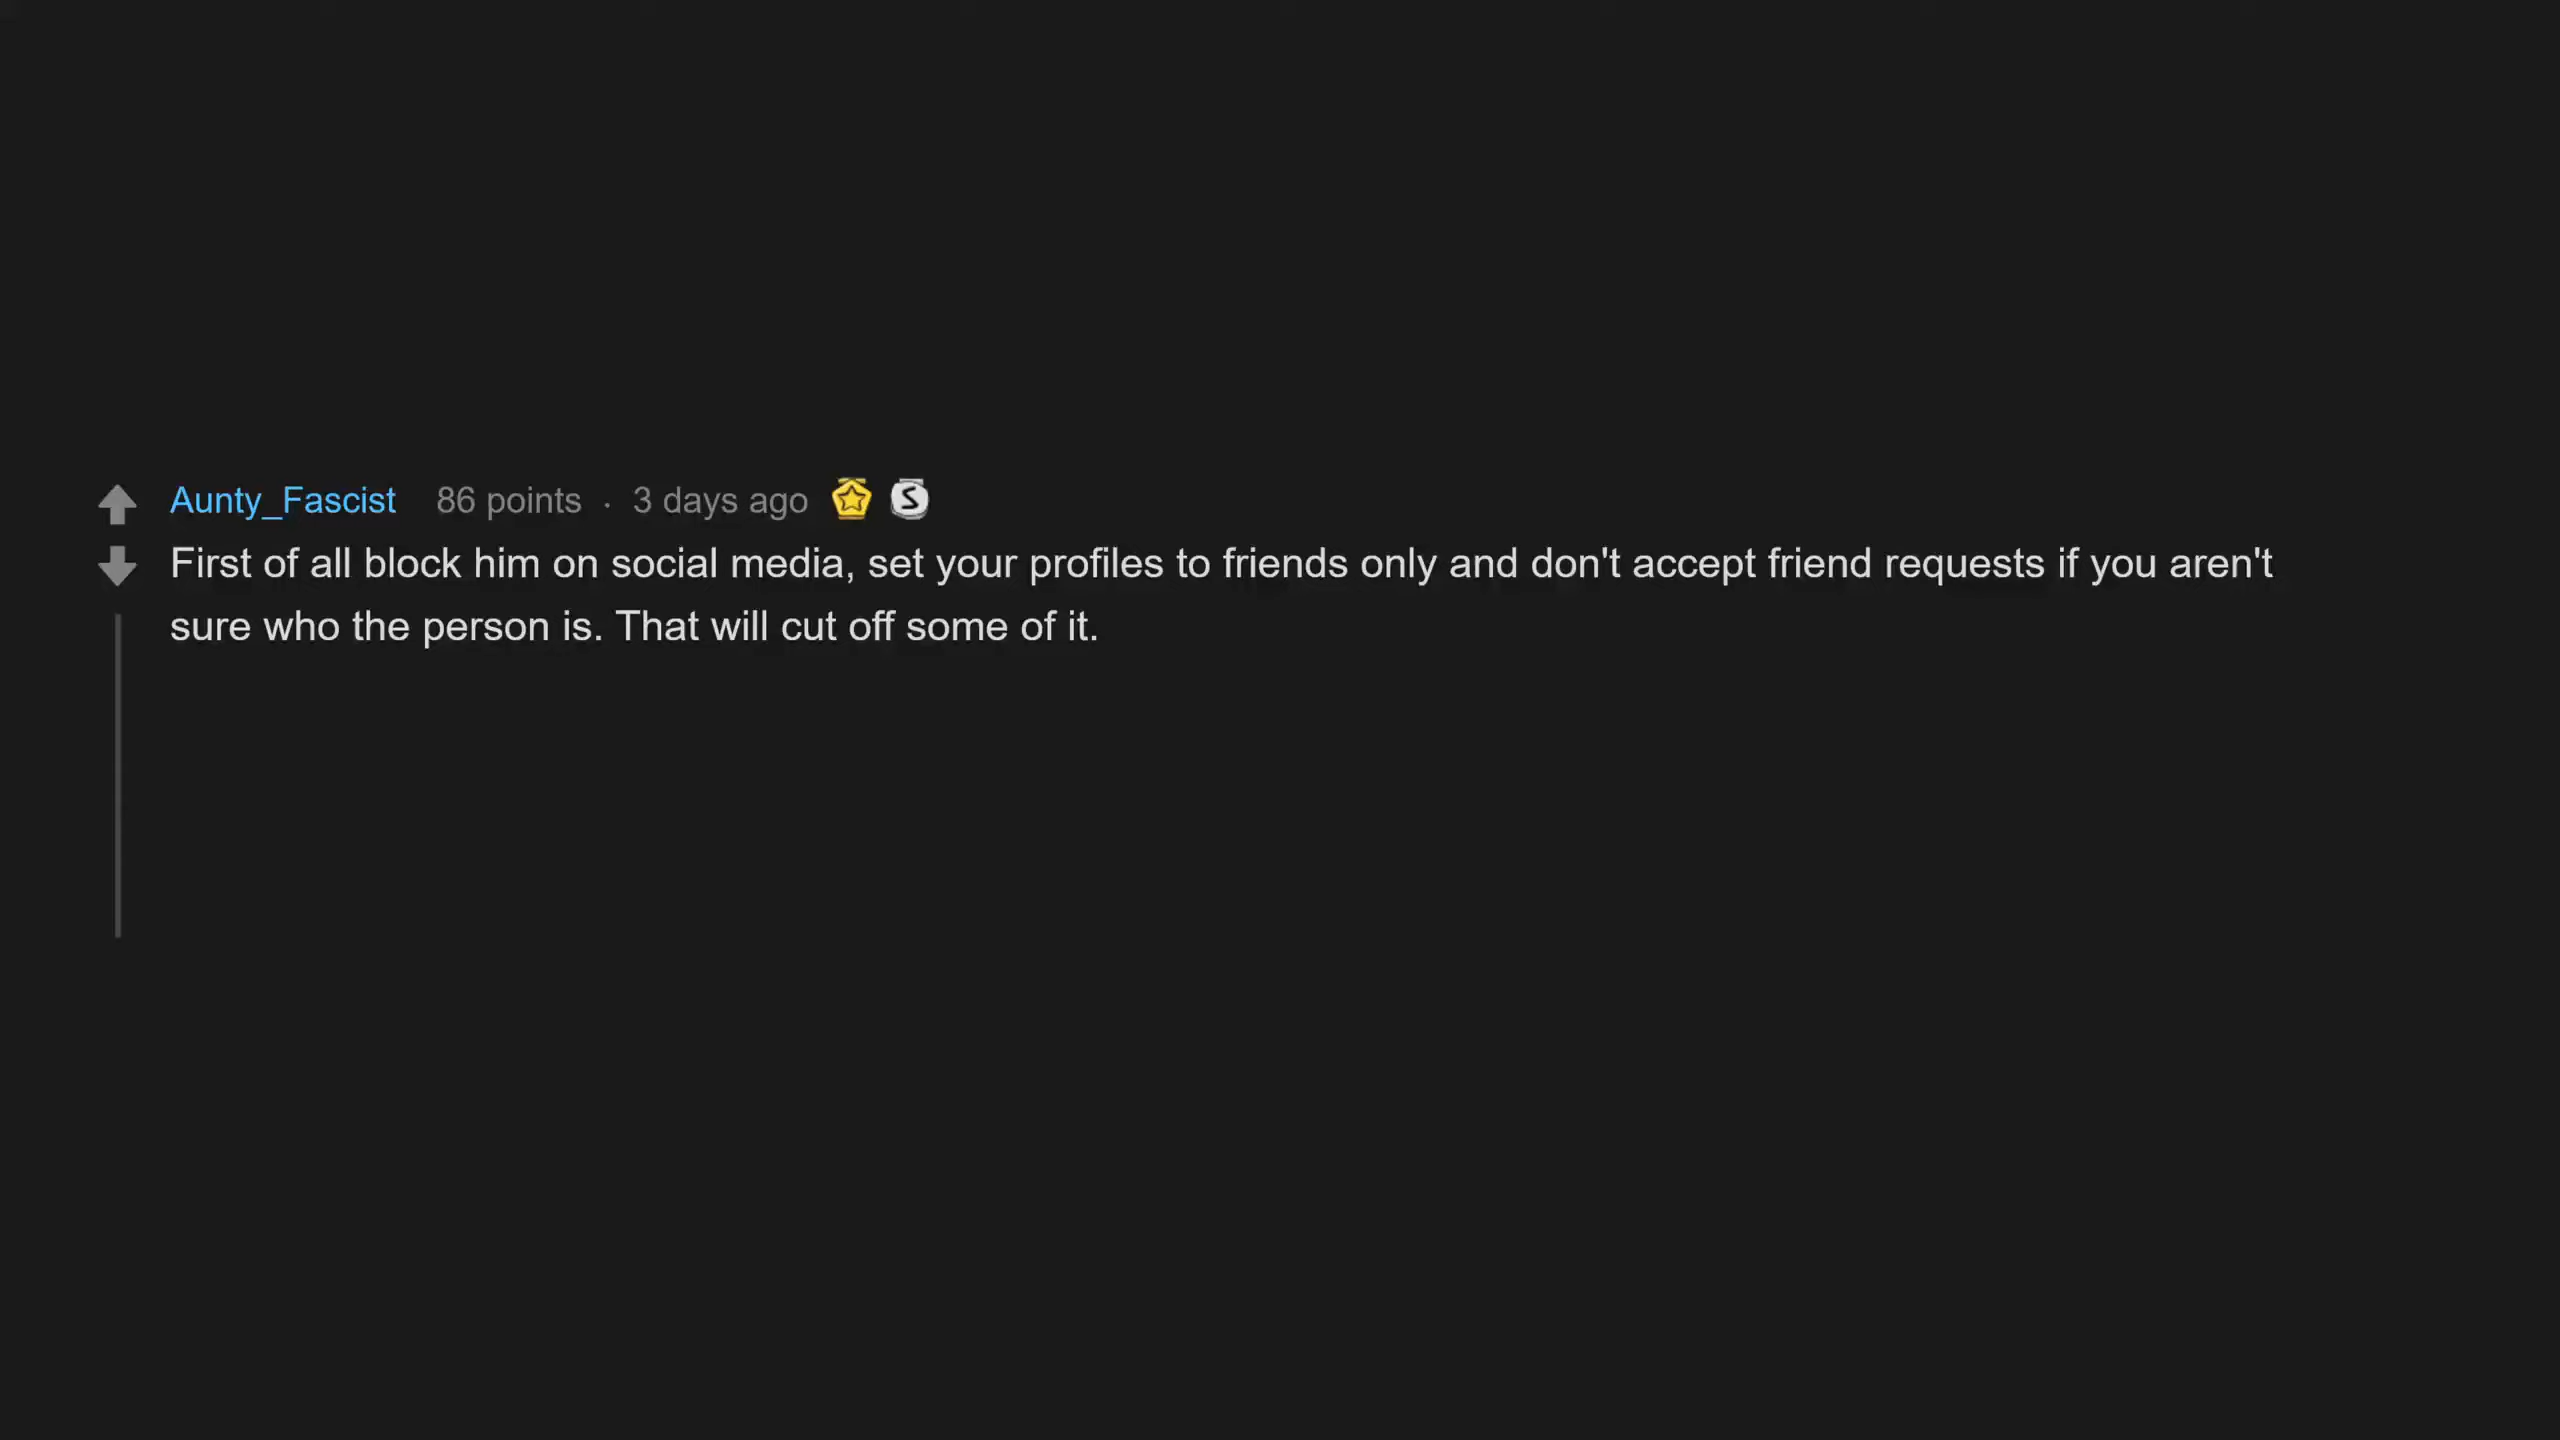 Aunty_Fascist 86 points · 3 days ago
First of all block him on social media, set your profiles to friends only and don't accept friend requests if you aren't
sure who the person is. That will cut off some of it.